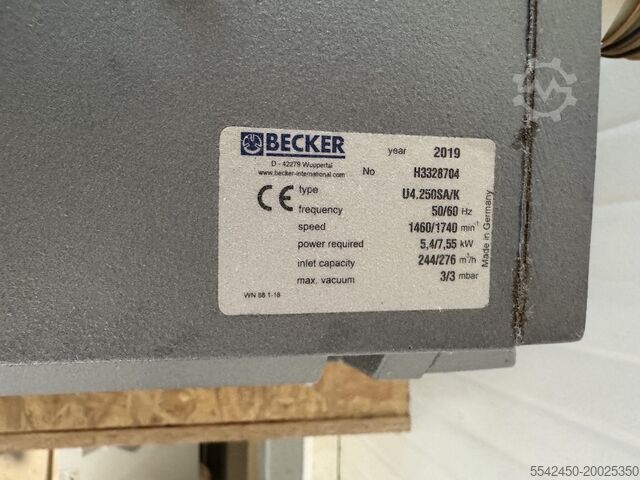 BECKER
D - 42279 Wuppertal
www.becker-international.com
year 2019
No H3328704
type U4.250SA/K
frequency 50/60 Hz
speed 1460/1740 min⁻¹
power required 5,4/7,55 kW
inlet capacity 244/276 m³/h
max. vacuum 3/3 mbar
WN 88 1-18
Made in Germany
CE
5542450-20025350